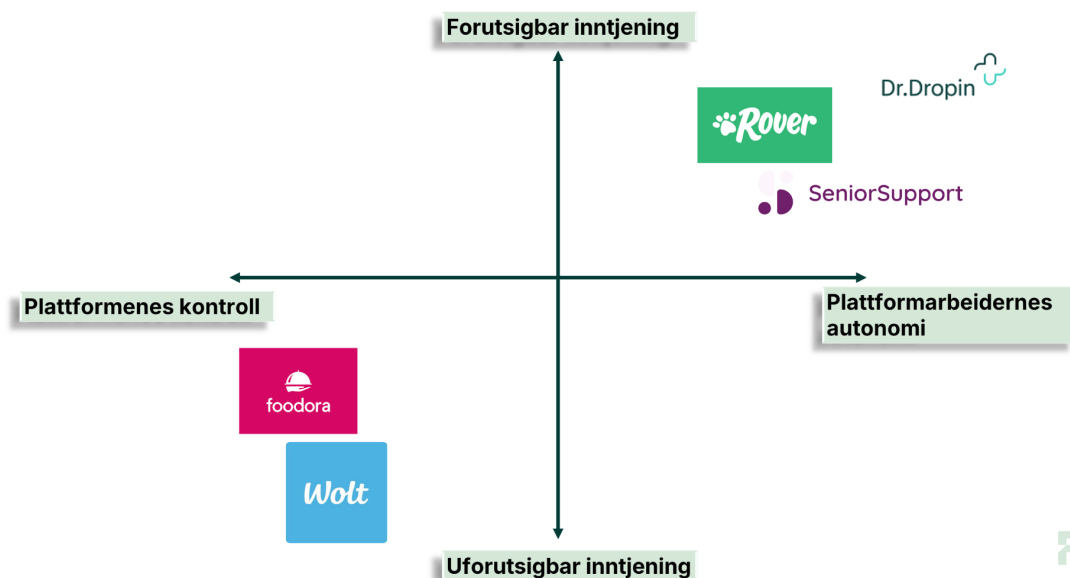 Forutsigbar inntjening
Dr.Dropin
Rover
SeniorSupport
Plattformenes kontroll
Plattformarbeidernes
autonomi
foodora
Wolt
Uforutsigbar inntjening